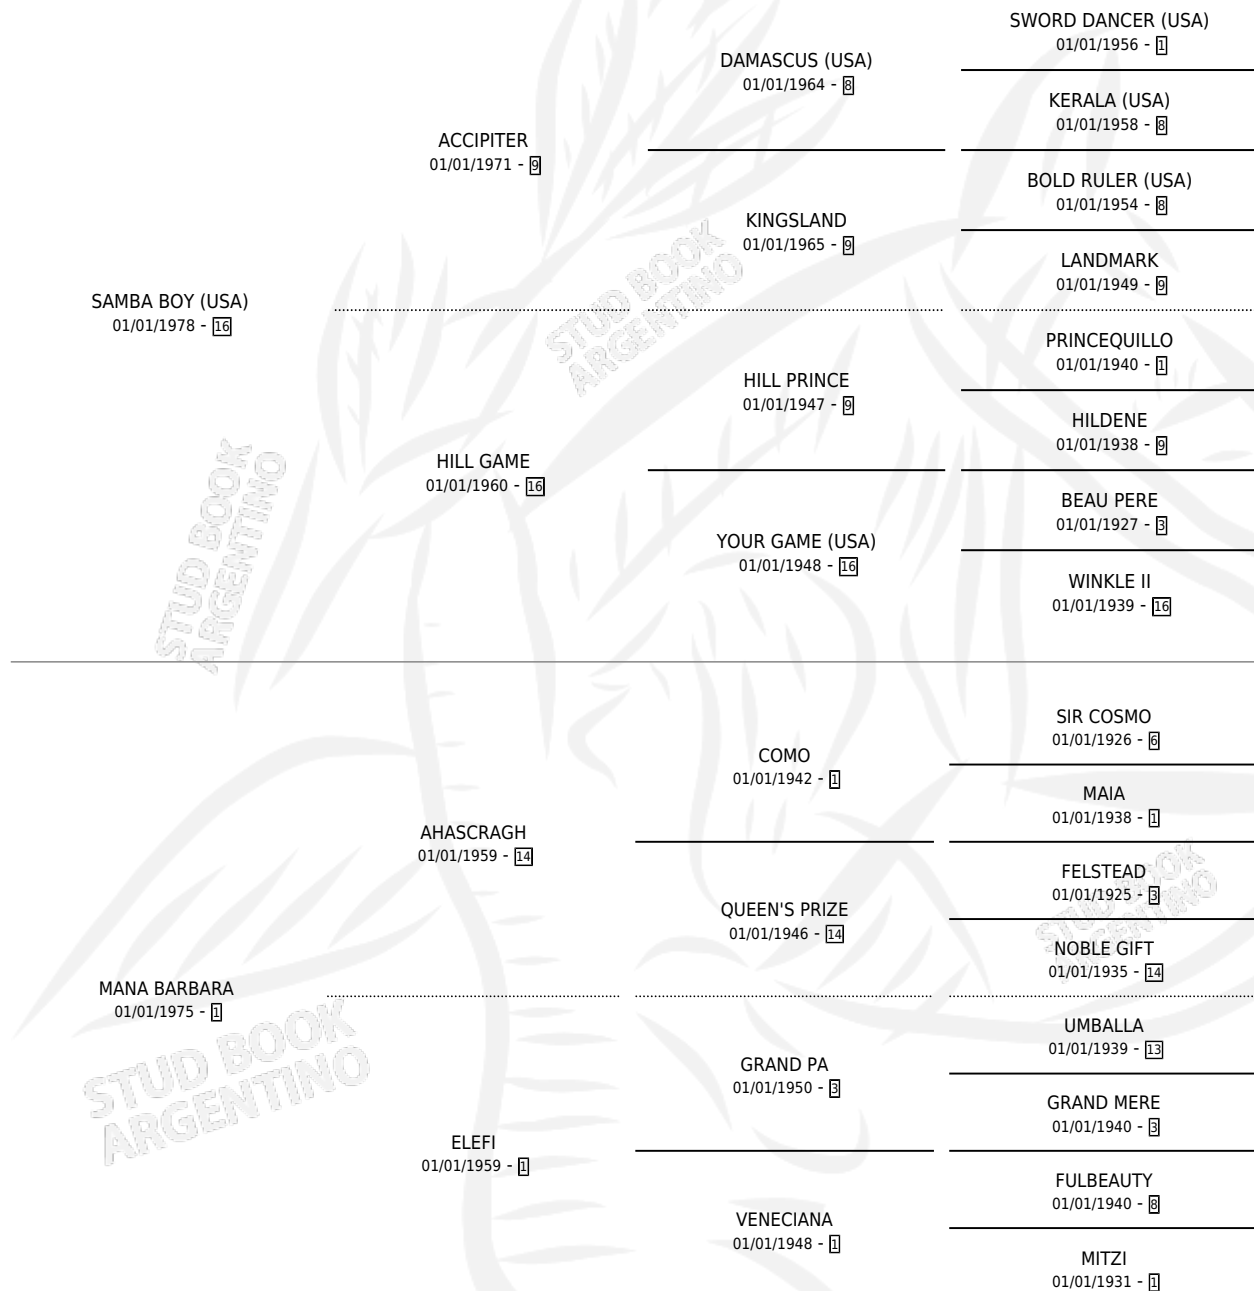 SWORD DANCER (USA)
01/01/1956 - 1
DAMASCUS (USA)
01/01/1964 - 8
KERALA (USA)
01/01/1958 - 8
ACCIPITER
01/01/1971 - 9
BOLD RULER (USA)
01/01/1954 - 8
KINGSLAND
01/01/1965 - 9
LANDMARK
01/01/1949 - 9
SAMBA BOY (USA)
01/01/1978 - 16
STUD BOOK
ARGENTINO
PRINCEQUILLO
01/01/1940 - 1
HILL PRINCE
01/01/1947 - 9
HILDENE
01/01/1938 - 9
HILL GAME
01/01/1960 - 16
BEAU PERE
01/01/1927 - 3
YOUR GAME (USA)
01/01/1948 - 16
WINKLE II
01/01/1939 - 16
STUD BOOK
ARGENTINO
SIR COSMO
01/01/1926 - 6
COMO
01/01/1942 - 1
MAIA
01/01/1938 - 1
AHASCRAGH
01/01/1959 - 14
FELSTEAD
01/01/1925 - 3
QUEEN'S PRIZE
01/01/1946 - 14
STUD BOOK
ARGENTINO
NOBLE GIFT
01/01/1935 - 14
MANA BARBARA
01/01/1975 - 1
UMBALLA
01/01/1939 - 13
GRAND PA
01/01/1950 - 3
STUD BOOK
ARGENTINO
GRAND MERE
01/01/1940 - 3
ELEFI
01/01/1959 - 1
FULBEAUTY
01/01/1940 - 8
VENECIANA
01/01/1948 - 1
MITZI
01/01/1931 - 1